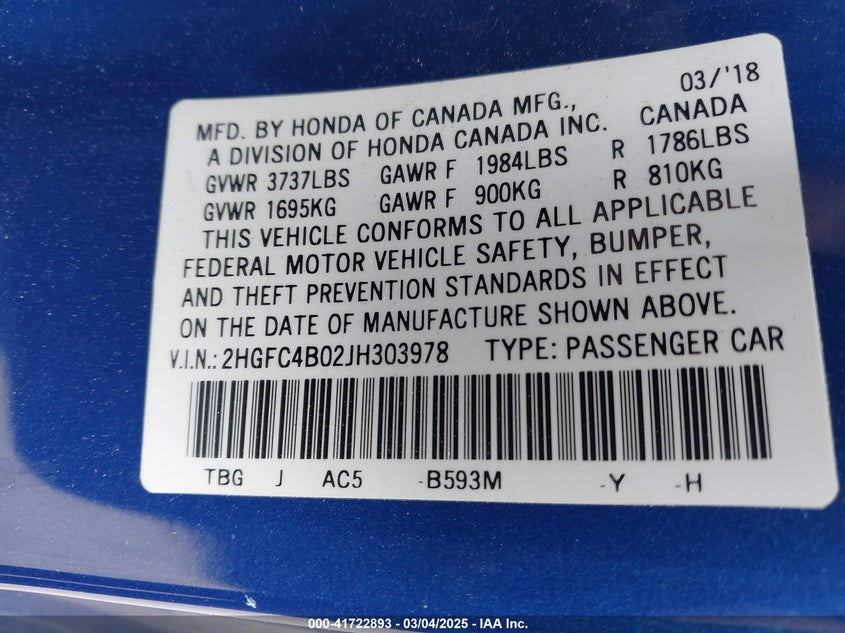 03/'18
MFD. BY HONDA OF CANADA MFG.,
A DIVISION OF HONDA CANADA INC. CANADA
GVWR 3737LBS GAWR F 1984LBS R 1786LBS
GVWR 1695KG GAWR F 900KG R 810KG
THIS VEHICLE CONFORMS TO ALL APPLICABLE
FEDERAL MOTOR VEHICLE SAFETY, BUMPER,
AND THEFT PREVENTION STANDARDS IN EFFECT
ON THE DATE OF MANUFACTURE SHOWN ABOVE.
V.I.N.: 2HGFC4B02JH303978 TYPE: PASSENGER CAR
TBG J AC5 -B593M -Y -H
000-41722893 - 03/04/2025 - IAA Inc.